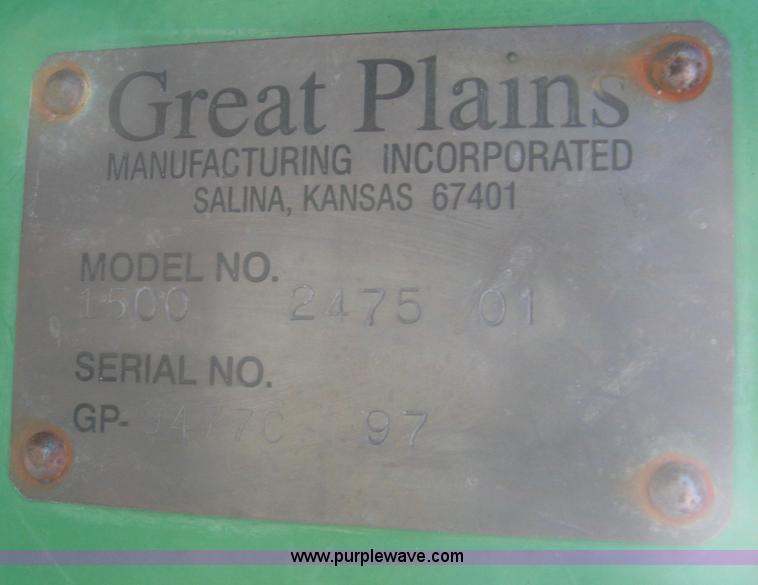 Great Plains
MANUFACTURING INCORPORATED
SALINA, KANSAS 67401
MODEL NO.
1500 2475 01
SERIAL NO.
GP- 97
www.purplewave.com